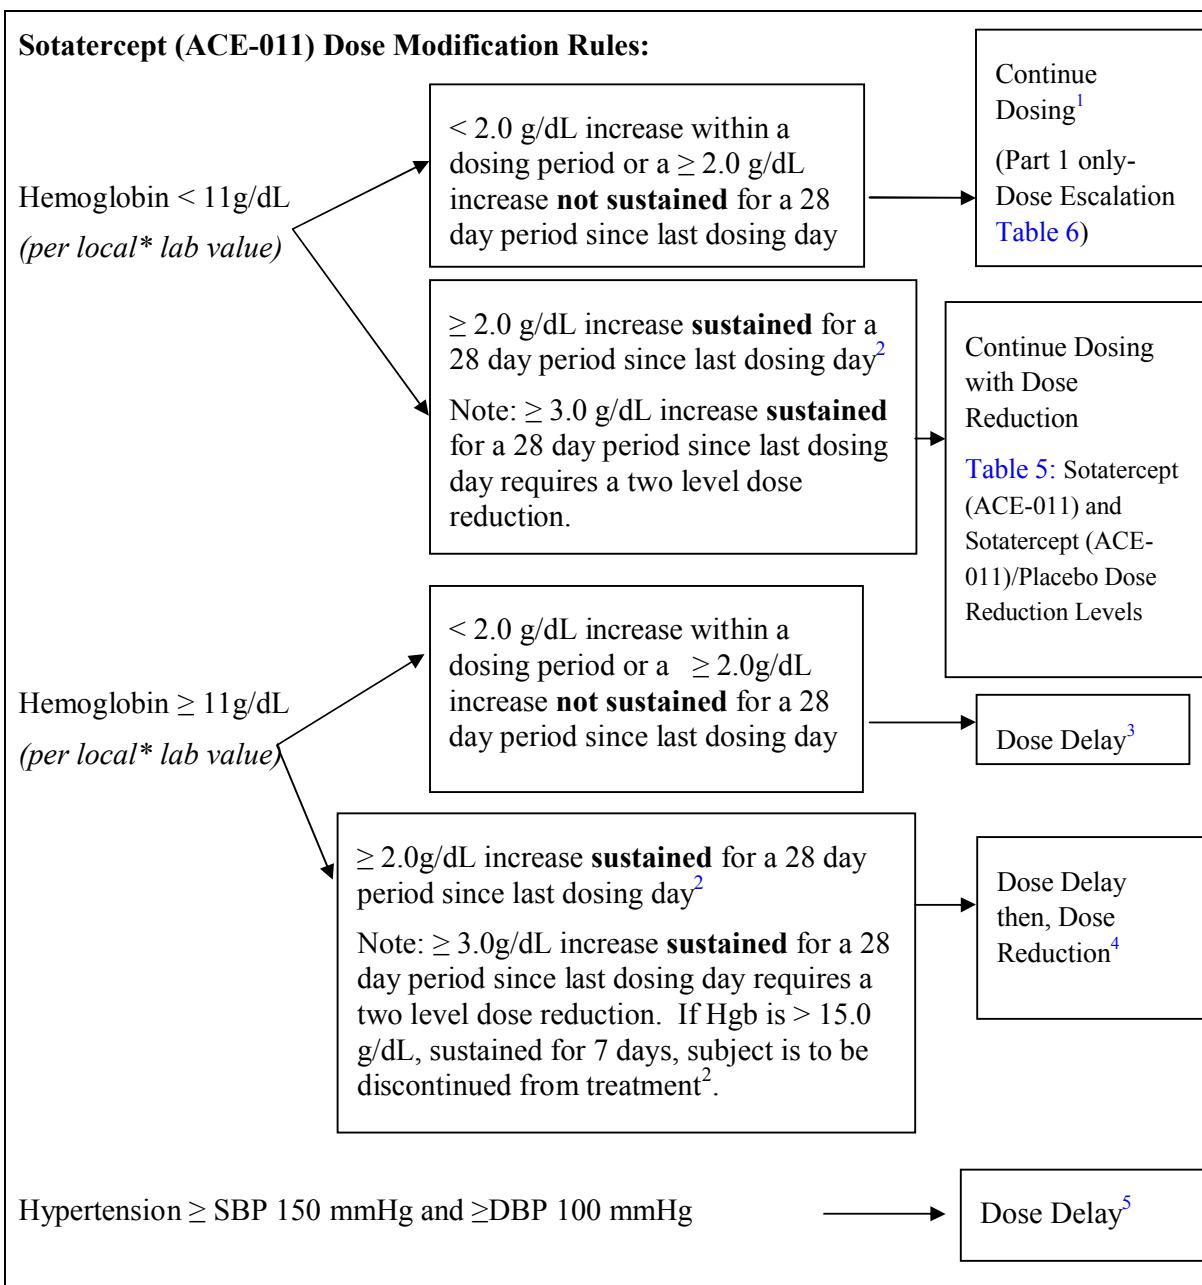 Sotatercept (ACE-011) Dose Modification Rules:
Hemoglobin < 11g/dL
(per local* lab value)
< 2.0 g/dL increase within a
dosing period or a ≥ 2.0 g/dL
increase not sustained for a 28
day period since last dosing day
Continue
Dosing1
(Part 1 only-
Dose Escalation
Table 6)
≥ 2.0 g/dL increase sustained for a
28 day period since last dosing day2
Note: ≥ 3.0 g/dL increase sustained
for a 28 day period since last dosing
day requires a two level dose
reduction.
Continue Dosing
with Dose
Reduction
Table 5: Sotatercept
(ACE-011) and
Sotatercept (ACE-
011)/Placebo Dose
Reduction Levels
Hemoglobin ≥ 11g/dL
(per local* lab value)
< 2.0 g/dL increase within a
dosing period or a ≥ 2.0g/dL
increase not sustained for a 28
day period since last dosing day
Dose Delay3
≥ 2.0g/dL increase sustained for a 28 day
period since last dosing day2
Note: ≥ 3.0g/dL increase sustained for a 28
day period since last dosing day requires a
two level dose reduction. If Hgb is > 15.0
g/dL, sustained for 7 days, subject is to be
discontinued from treatment2.
Dose Delay
then, Dose
Reduction4
Hypertension ≥ SBP 150 mmHg and ≥DBP 100 mmHg
Dose Delay5